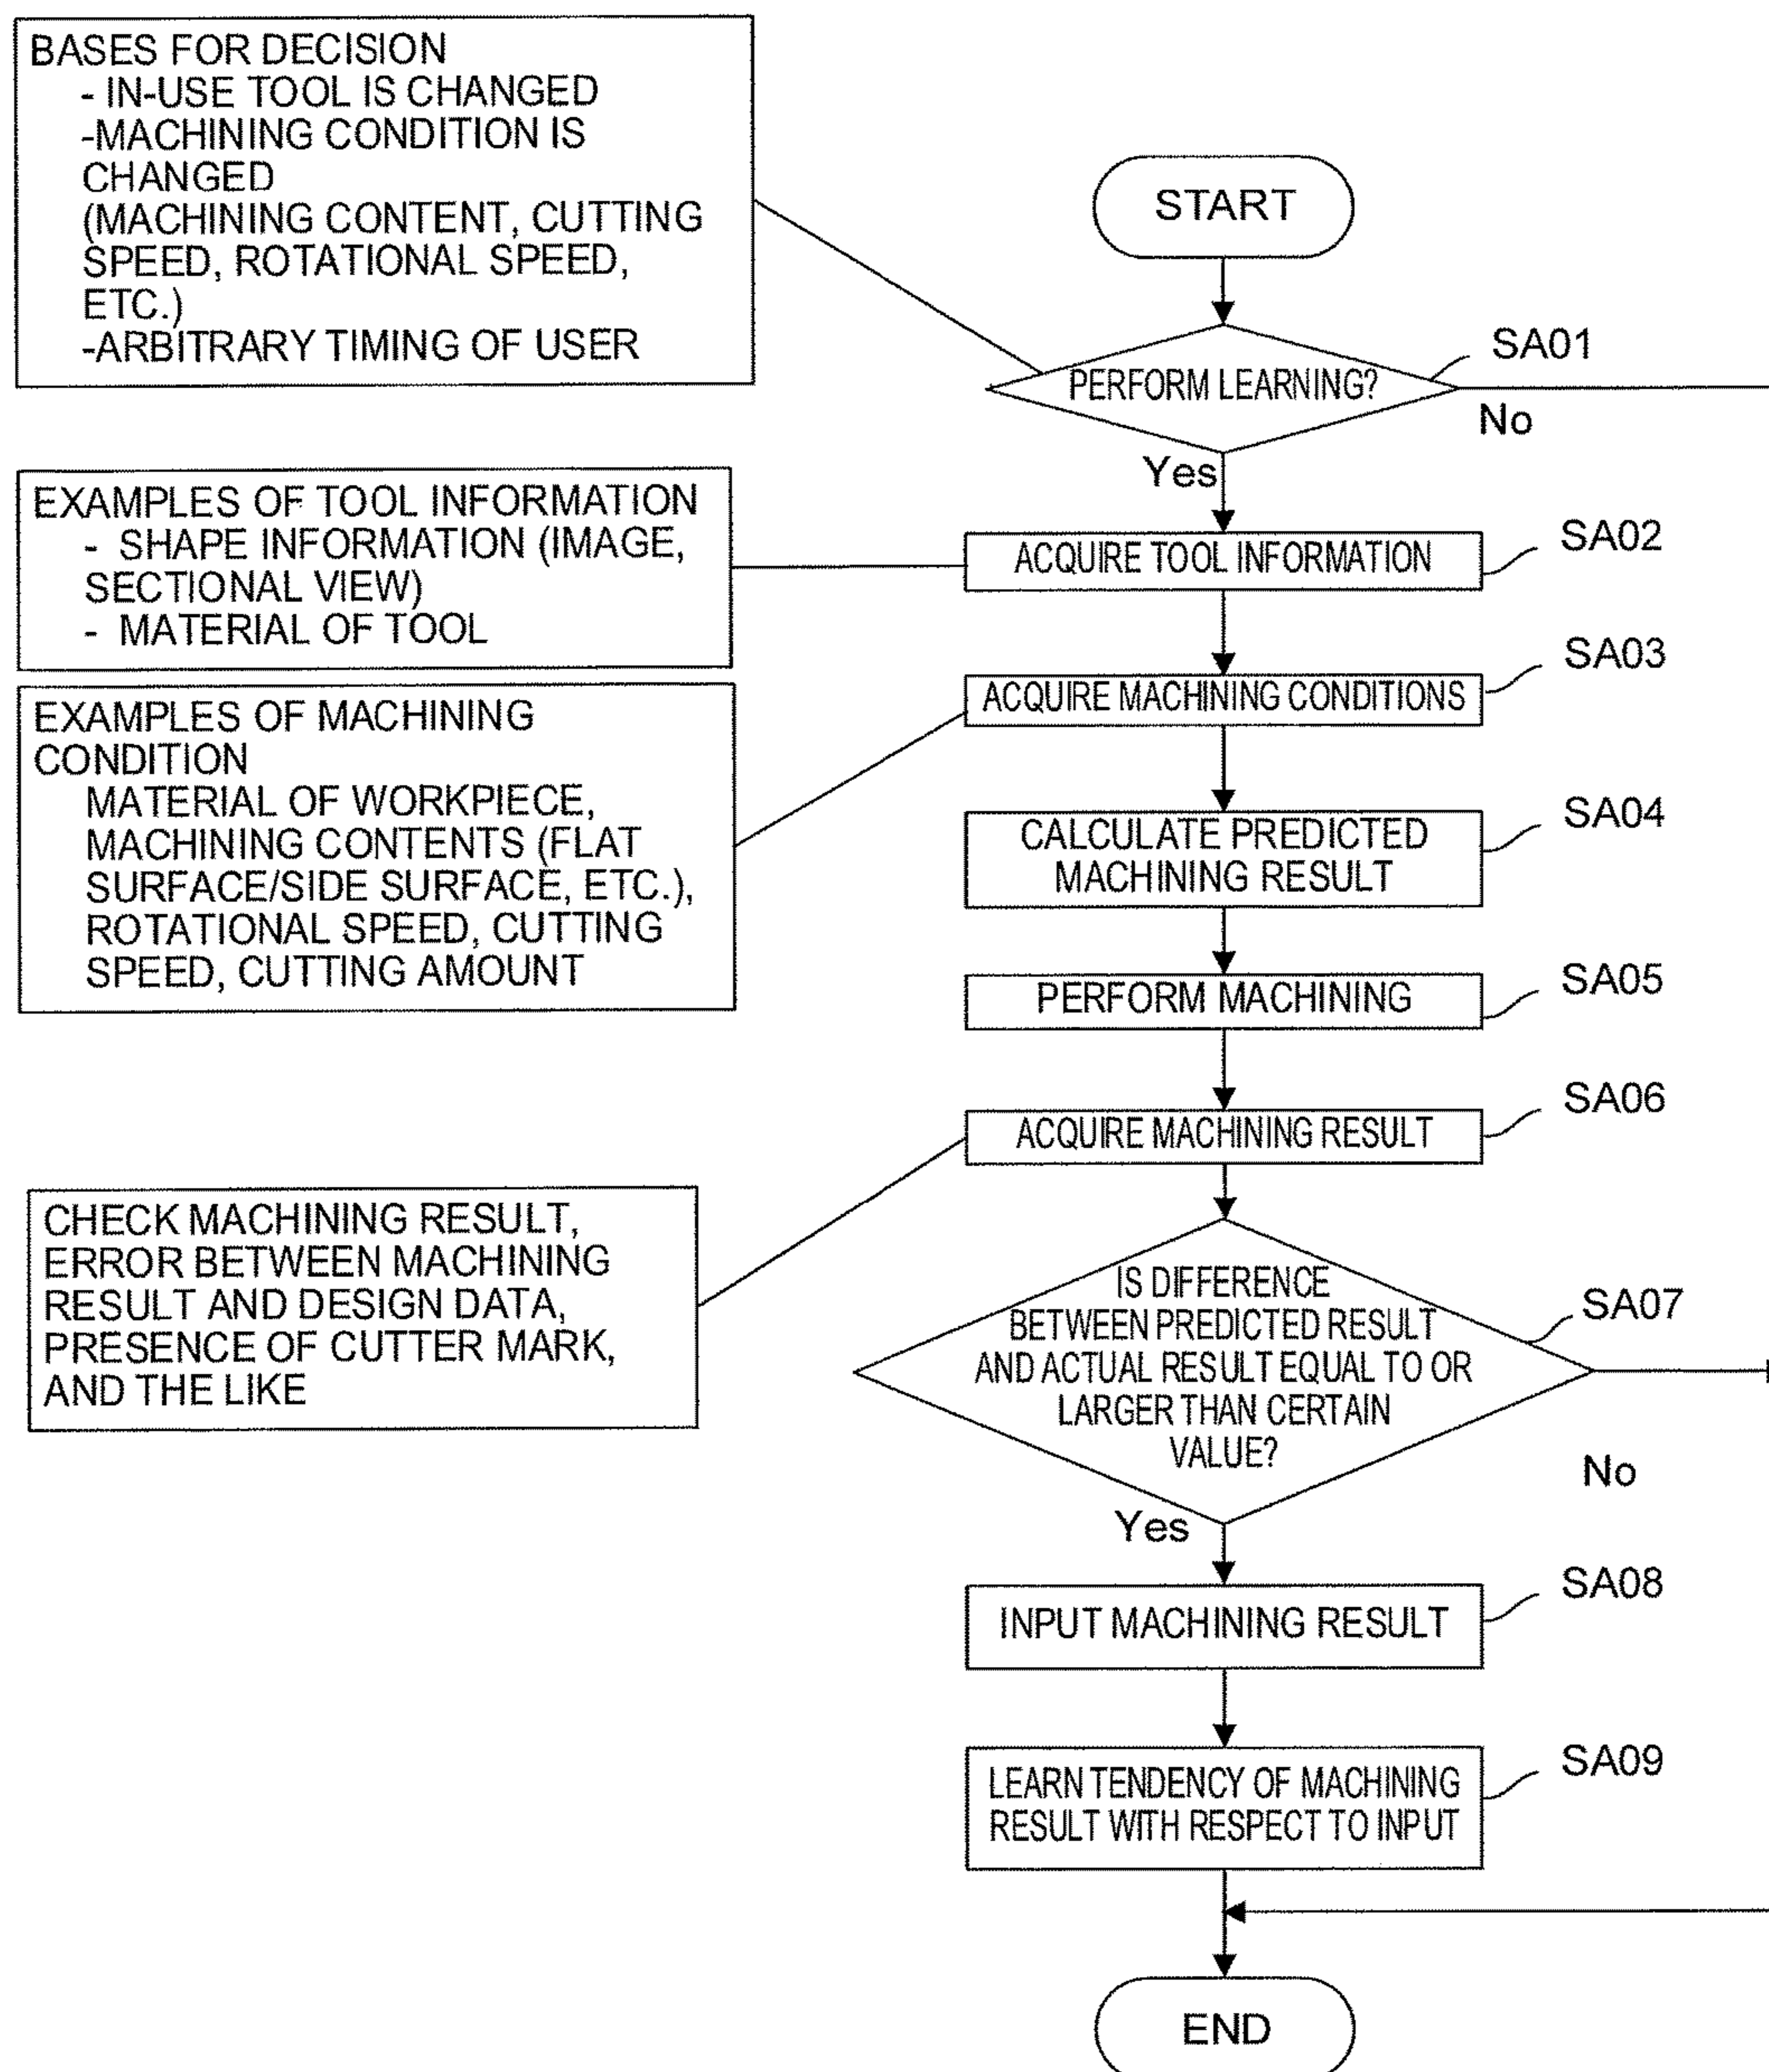 BASES FOR DECISION
- IN-USE TOOL IS CHANGED
-MACHINING CONDITION IS
CHANGED
(MACHINING CONTENT, CUTTING
SPEED, ROTATIONAL SPEED,
ETC.)
-ARBITRARY TIMING OF USER
START
PERFORM LEARNING?
SA01
No
Yes
EXAMPLES OF TOOL INFORMATION
- SHAPE INFORMATION (IMAGE,
SECTIONAL VIEW)
- MATERIAL OF TOOL
ACQUIRE TOOL INFORMATION
SA02
EXAMPLES OF MACHINING
CONDITION
MATERIAL OF WORKPIECE,
MACHINING CONTENTS (FLAT
SURFACE/SIDE SURFACE, ETC.),
ROTATIONAL SPEED, CUTTING
SPEED, CUTTING AMOUNT
ACQUIRE MACHINING CONDITIONS
SA03
CALCULATE PREDICTED
MACHINING RESULT
SA04
PERFORM MACHINING
SA05
ACQUIRE MACHINING RESULT
SA06
CHECK MACHINING RESULT,
ERROR BETWEEN MACHINING
RESULT AND DESIGN DATA,
PRESENCE OF CUTTER MARK,
AND THE LIKE
IS DIFFERENCE
BETWEEN PREDICTED RESULT
AND ACTUAL RESULT EQUAL TO OR
LARGER THAN CERTAIN
VALUE?
SA07
No
Yes
INPUT MACHINING RESULT
SA08
LEARN TENDENCY OF MACHINING
RESULT WITH RESPECT TO INPUT
SA09
END